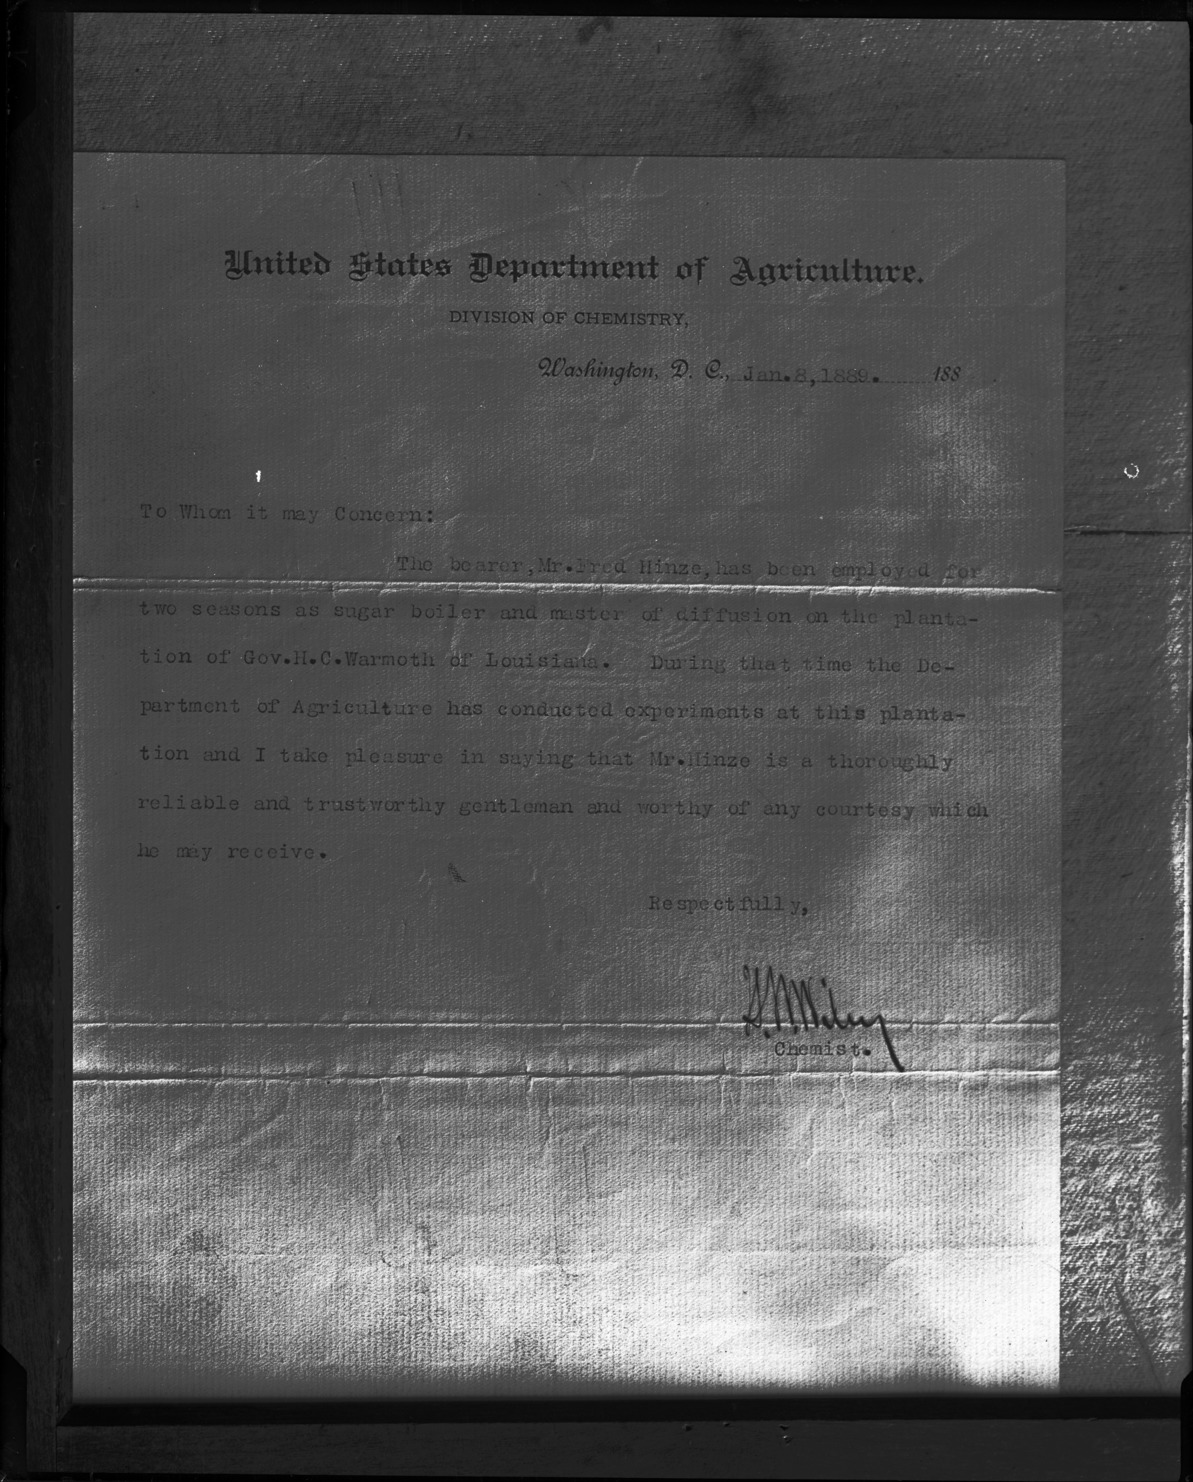 United States Department of Agriculture.
DIVISION OF CHEMISTRY,
Washington, D. C., Jan. 8, 1889. 188
To Whom it may Concern:
The bearer, Mr. Fred Hinze, has been employed for
two seasons as sugar boiler and master of diffusion on the planta-
tion of Gov. H. C. Warmoth of Louisiana. During that time the De-
partment of Agriculture has conducted experiments at this planta-
tion and I take pleasure in saying that Mr. Hinze is a thoroughly
reliable and trustworthy gentleman and worthy of any courtesy which
he may receive.
Respectfully,
H. W. Wiley
Chemist.